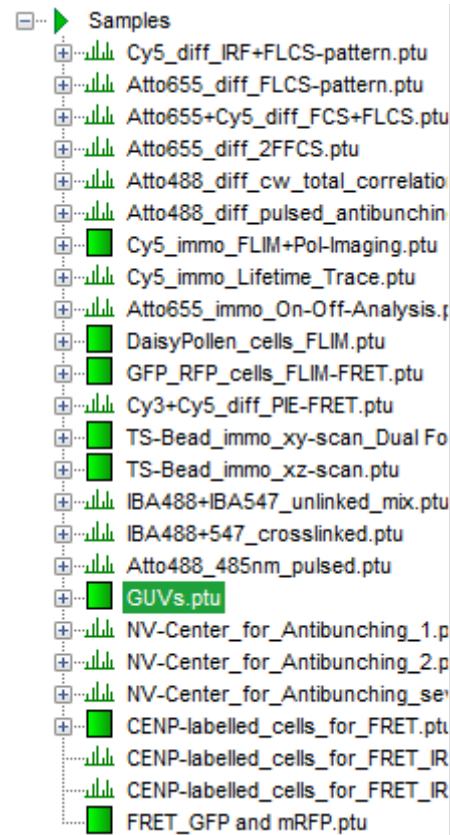 Samples
Cy5_diff_IRF+FLCS-pattern.ptu
Atto655_diff_FLCS-pattern.ptu
Atto655+Cy5_diff_FCS+FLCS.ptu
Atto655_diff_2FFCS.ptu
Atto488_diff_cw_total_correlatio
Atto488_diff_pulsed_antibunchin
Cy5_immo_FLIM+Pol-Imaging.ptu
Cy5_immo_Lifetime_Trace.ptu
Atto655_immo_On-Off-Analysis.p
DaisyPollen_cells_FLIM.ptu
GFP_RFP_cells_FLIM-FRET.ptu
Cy3+Cy5_diff_PIE-FRET.ptu
TS-Bead_immo_xy-scan_Dual Fo
TS-Bead_immo_xz-scan.ptu
IBA488+IBA547_unlinked_mix.ptu
IBA488+547_crosslinked.ptu
Atto488_485nm_pulsed.ptu
GUVs.ptu
NV-Center_for_Antibunching_1.p
NV-Center_for_Antibunching_2.p
NV-Center_for_Antibunching_sev
CENP-labelled_cells_for_FRET.ptu
CENP-labelled_cells_for_FRET_IR
CENP-labelled_cells_for_FRET_IR
FRET_GFP and mRFP.ptu